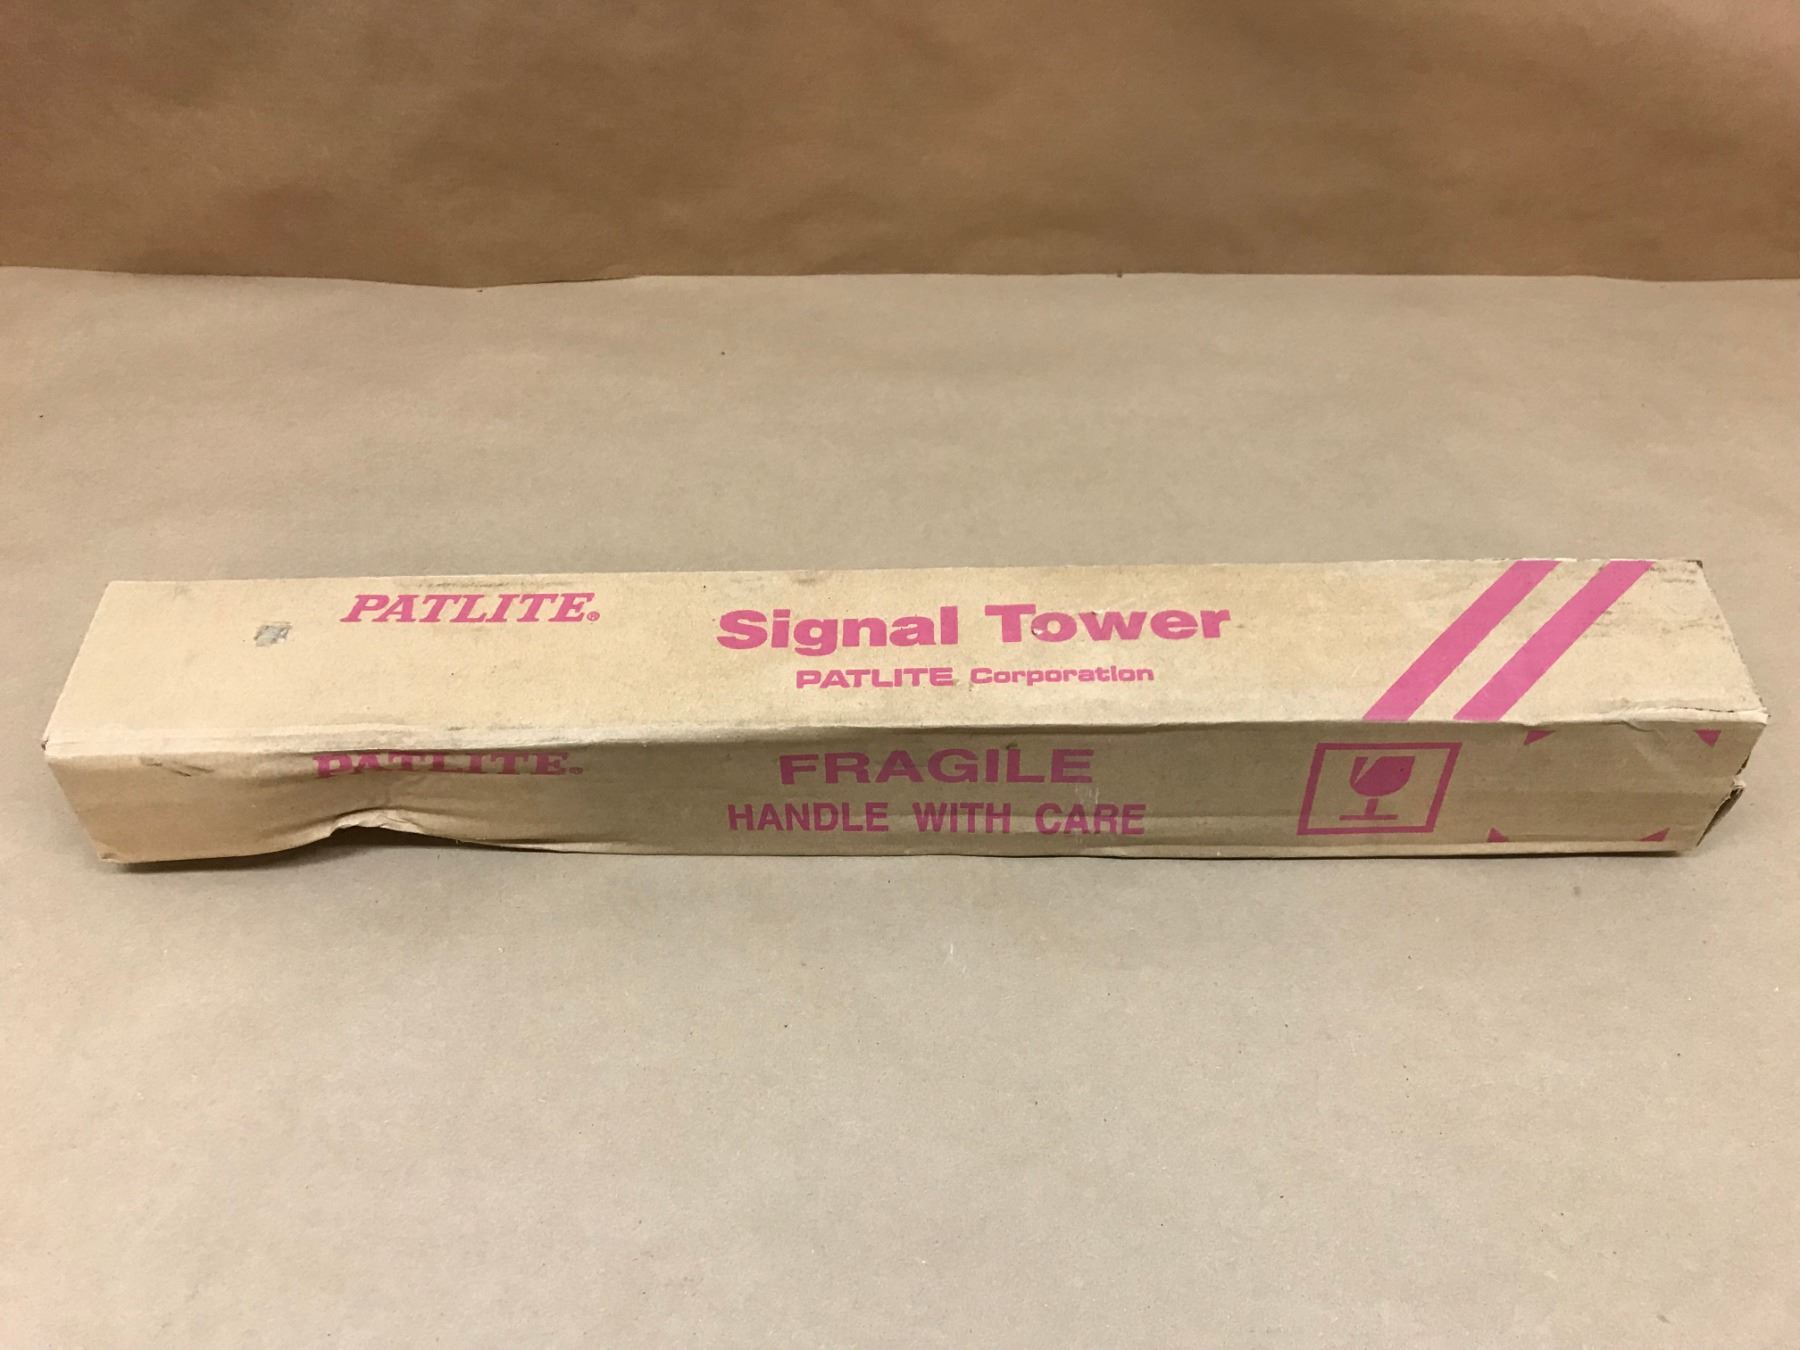 PATLITE®
Signal Tower
PATLITE Corporation
PATLITE®
FRAGILE
HANDLE WITH CARE